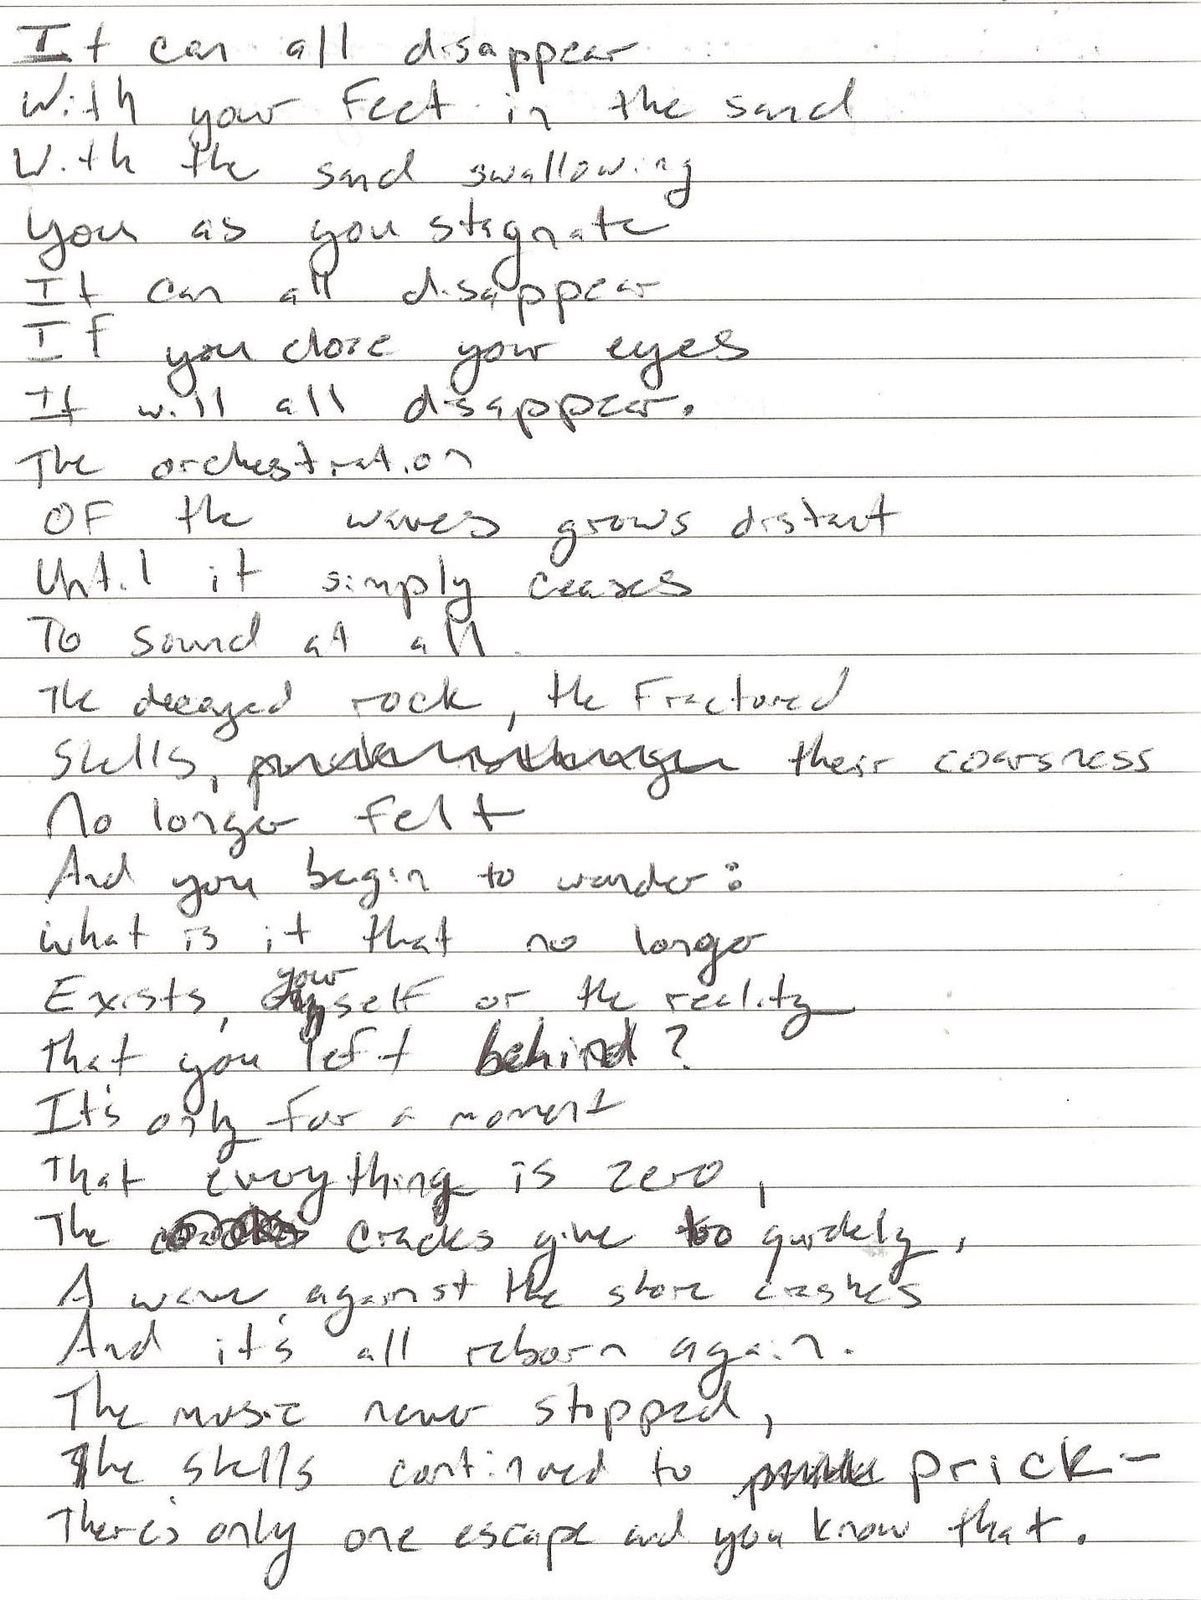 It can all disappear
With your feet in the sand
With the sand swallowing
You as you stagnate
It can all disappear
If you close your eyes
It will all disappear.
The orchestration
Of the waves grows distant
Until it simply ceases
To sound at all.
The decayed rock, the fractured
Shells, their coarsness
No longer felt
And you begin to wonder:
what is it that no longer
Exists, yourself or the reality
That you left behind?
It's only for a moment
That everything is zero,
The cracks give too quickly,
A wave against the shore crashes
And it's all reborn again.
The music never stopped,
The shells continued to prick–
There's only one escape and you know that.